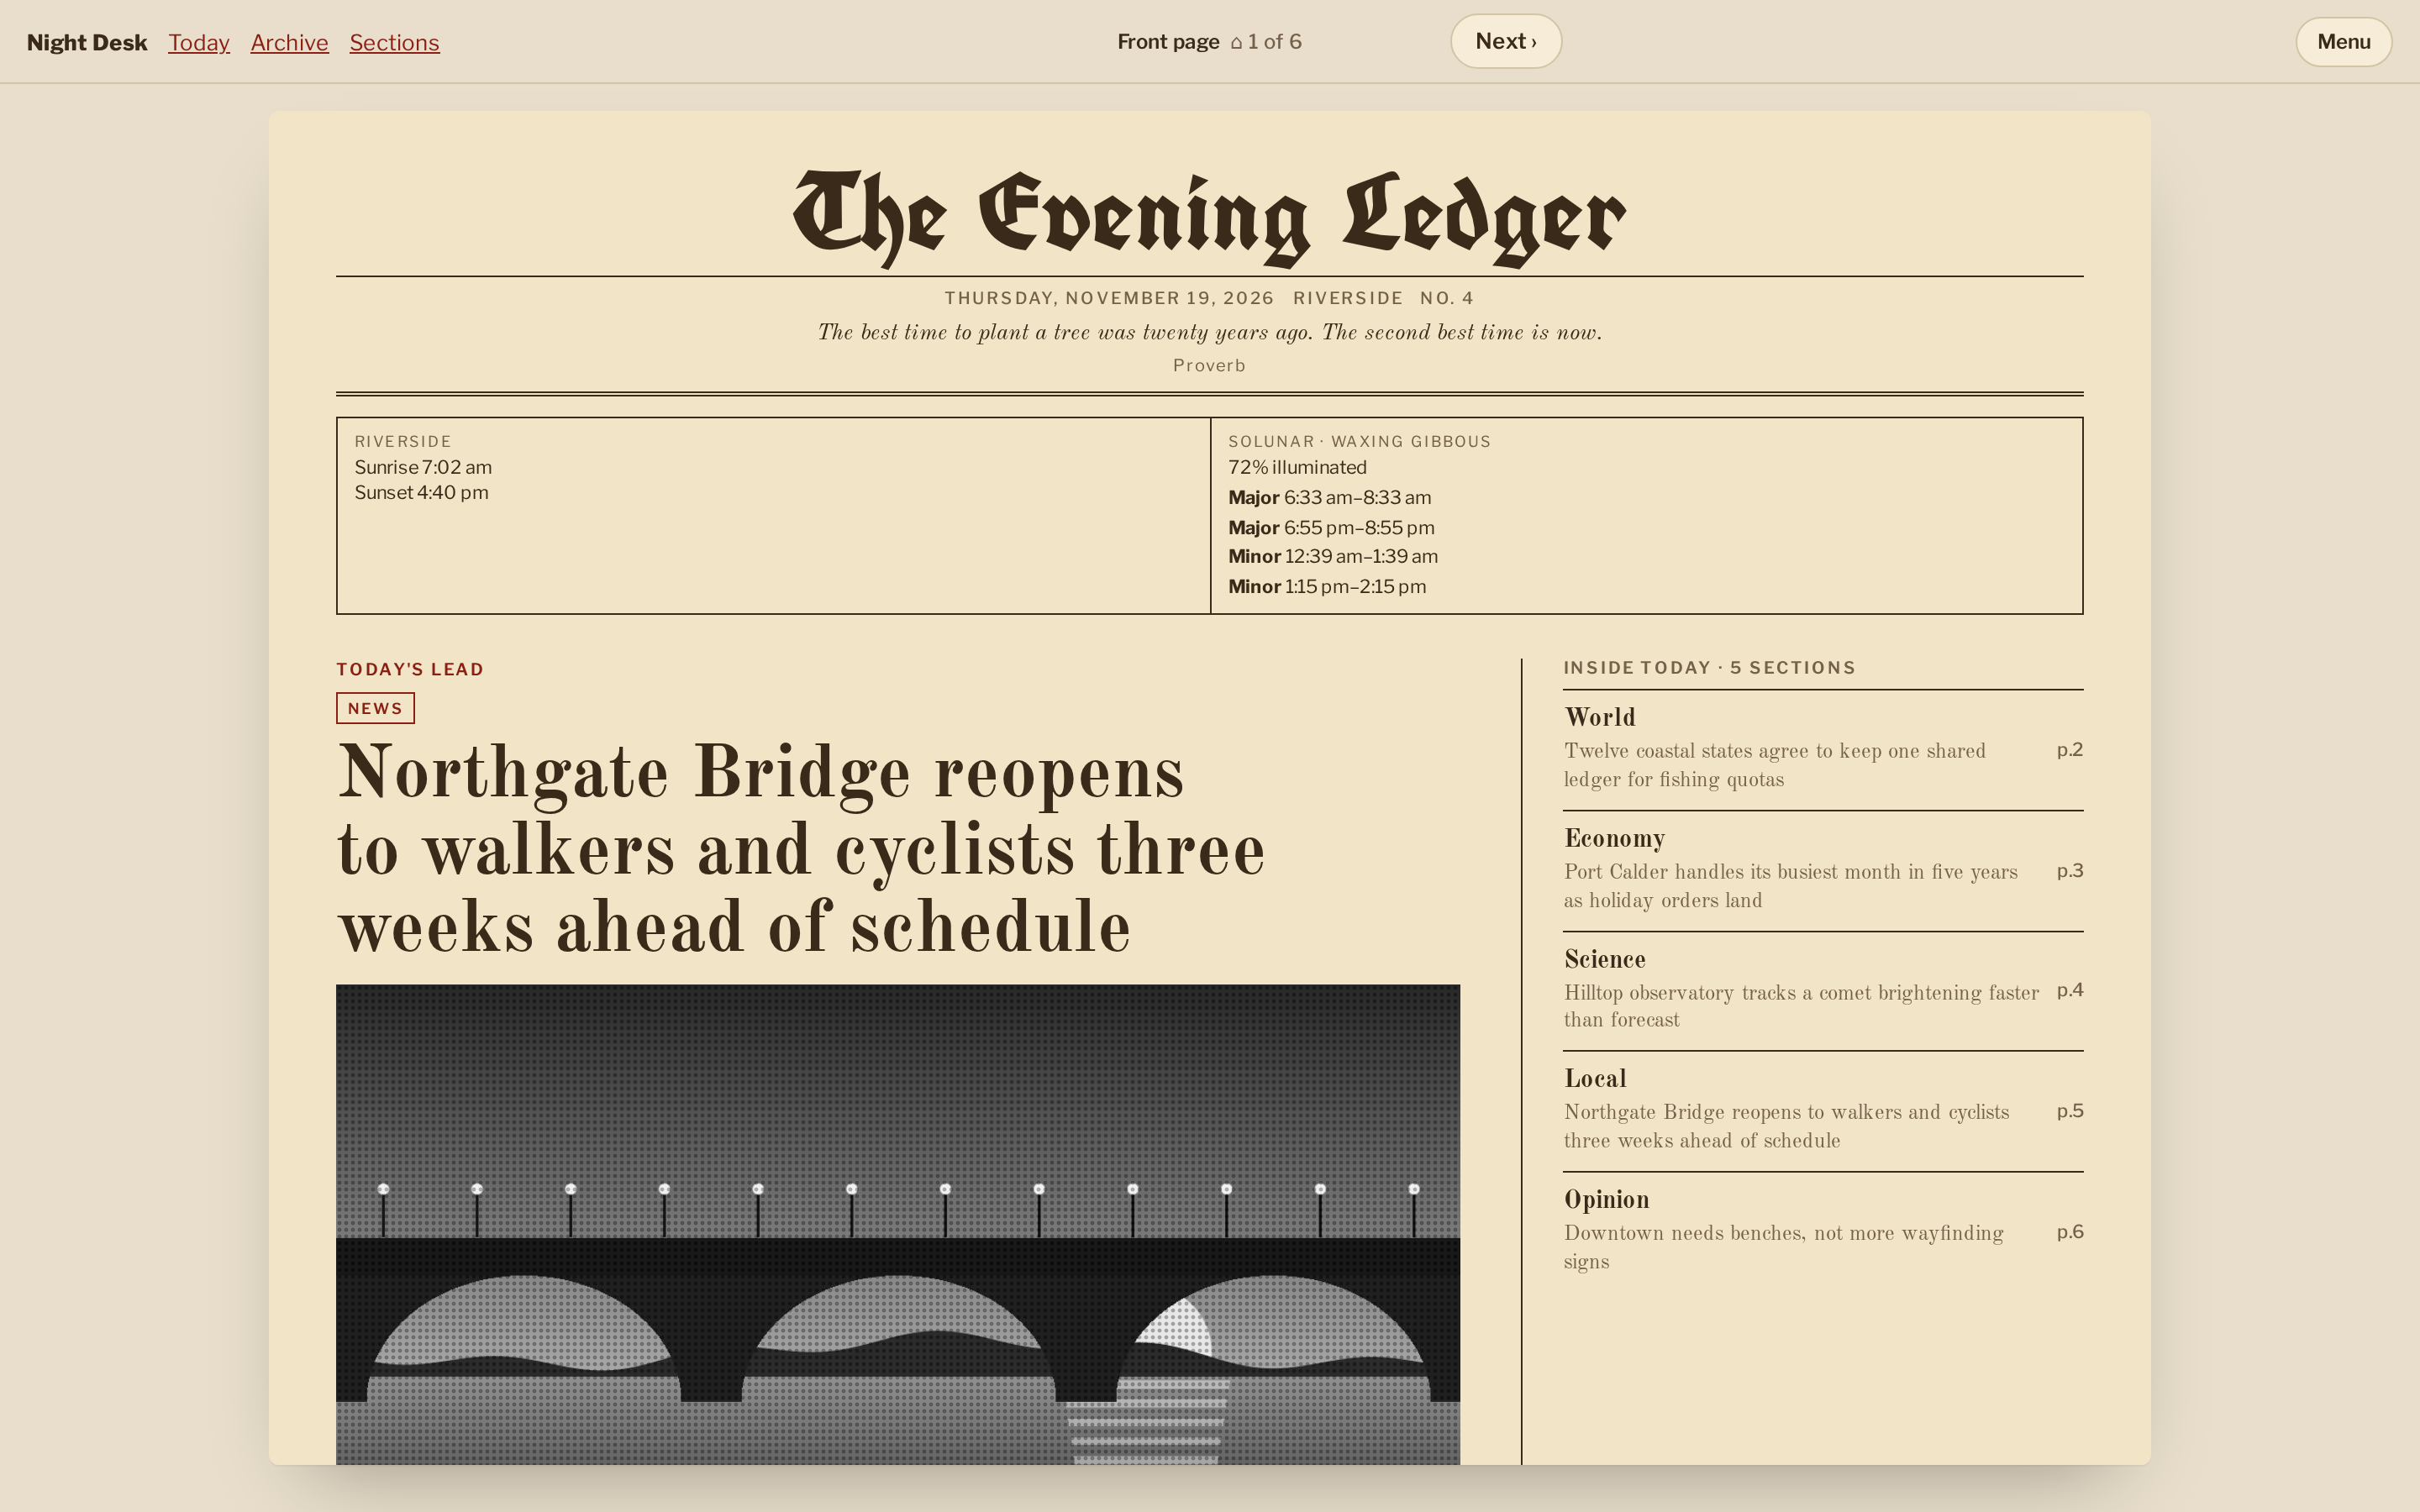 Night Desk Today Archive Sections
Front page ⌂ 1 of 6
Next ›
Menu
The Evening Ledger
THURSDAY, NOVEMBER 19, 2026 RIVERSIDE NO. 4
The best time to plant a tree was twenty years ago. The second best time is now.
Proverb
RIVERSIDE
Sunrise 7:02 am
Sunset 4:40 pm
SOLUNAR · WAXING GIBBOUS
72% illuminated
Major 6:33 am–8:33 am
Major 6:55 pm–8:55 pm
Minor 12:39 am–1:39 am
Minor 1:15 pm–2:15 pm
TODAY'S LEAD
NEWS
Northgate Bridge reopens
to walkers and cyclists three
weeks ahead of schedule
INSIDE TODAY · 5 SECTIONS
World
Twelve coastal states agree to keep one shared p.2
ledger for fishing quotas
Economy
Port Calder handles its busiest month in five years p.3
as holiday orders land
Science
Hilltop observatory tracks a comet brightening faster p.4
than forecast
Local
Northgate Bridge reopens to walkers and cyclists p.5
three weeks ahead of schedule
Opinion
Downtown needs benches, not more wayfinding p.6
signs